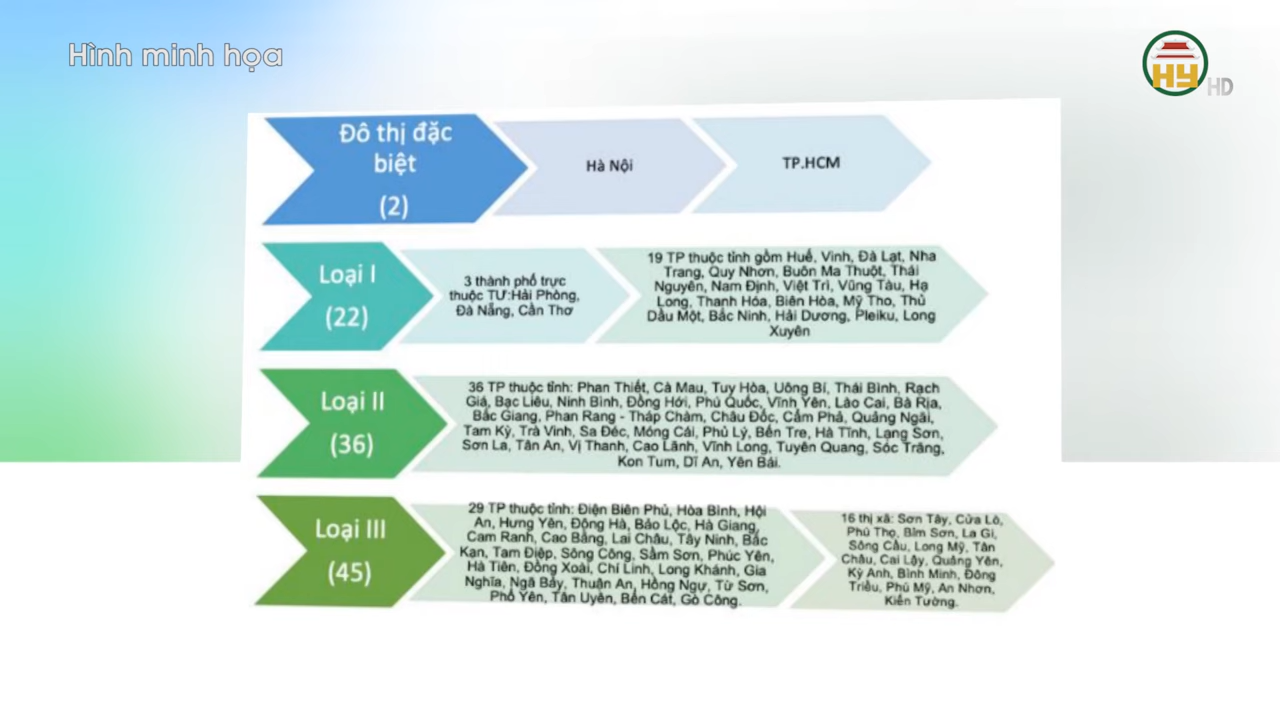 Hình minh họa
HY HD
Đô thị đặc
biệt
(2)
Hà Nội
TP.HCM
Loại I
(22)
3 thành phố trực
thuộc TƯ:Hải Phòng,
Đà Nẵng, Cần Thơ
19 TP thuộc tỉnh gồm Huế, Vinh, Đà Lạt, Nha
Trang, Quy Nhơn, Buôn Ma Thuột, Thái
Nguyên, Nam Định, Việt Trì, Vũng Tàu, Hạ
Long, Thanh Hóa, Biên Hòa, Mỹ Tho, Thủ
Dầu Một, Bắc Ninh, Hải Dương, Pleiku, Long
Xuyên
Loại II
(36)
36 TP thuộc tỉnh: Phan Thiết, Cà Mau, Tuy Hòa, Uông Bí, Thái Bình, Rạch
Giá, Bạc Liêu, Ninh Bình, Đồng Hới, Phú Quốc, Vĩnh Yên, Lào Cai, Bà Rịa,
Bắc Giang, Phan Rang - Tháp Chàm, Châu Đốc, Cẩm Phả, Quảng Ngãi,
Tam Kỳ, Trà Vinh, Sa Đéc, Móng Cái, Phủ Lý, Bến Tre, Hà Tĩnh, Lạng Sơn,
Sơn La, Tân An, Vị Thanh, Cao Lãnh, Vĩnh Long, Tuyên Quang, Sóc Trăng,
Kon Tum, Dĩ An, Yên Bái.
Loại III
(45)
29 TP thuộc tỉnh: Điện Biên Phủ, Hòa Bình, Hội
An, Hưng Yên, Đông Hà, Bảo Lộc, Hà Giang,
Cam Ranh, Cao Bằng, Lai Châu, Tây Ninh, Bắc
Kạn, Tam Điệp, Sông Công, Sầm Sơn, Phúc Yên,
Hà Tiên, Đồng Xoài, Chí Linh, Long Khánh, Gia
Nghĩa, Ngã Bảy, Thuận An, Hồng Ngự, Từ Sơn,
Phổ Yên, Tân Uyên, Bến Cát, Gò Công.
16 thị xã: Sơn Tây, Cửa Lò,
Phú Thọ, Bỉm Sơn, La Gi,
Sông Cầu, Long Mỹ, Tân
Châu, Cai Lậy, Quảng Yên,
Kỳ Anh, Bình Minh, Đông
Triều, Phú Mỹ, An Nhơn,
Kiến Tường.